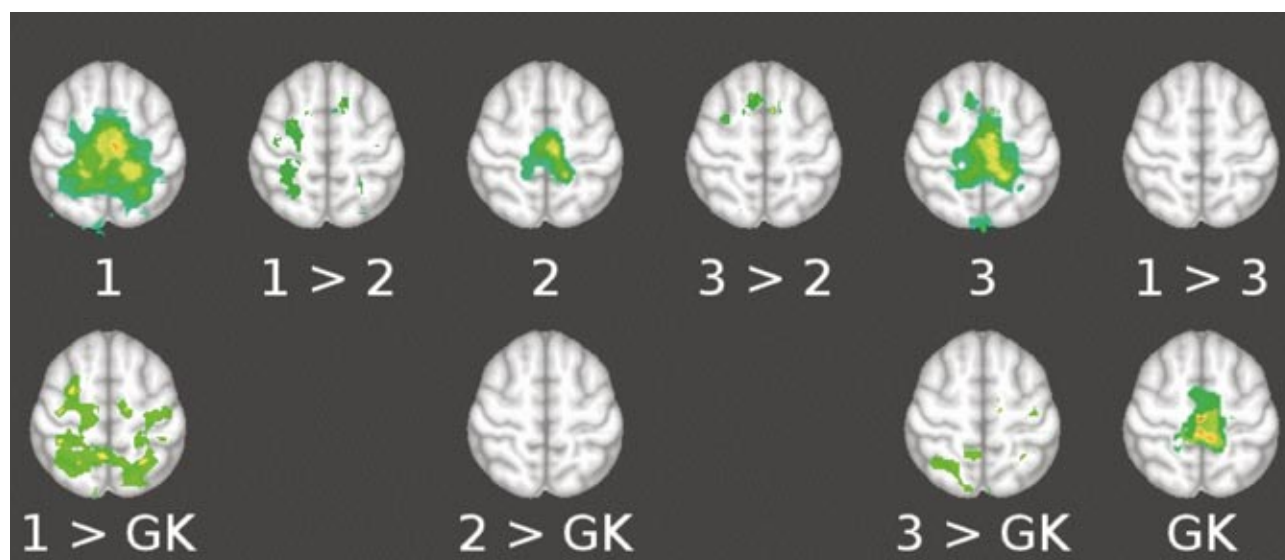 1 1 > 2 2 3 > 2 3 1 > 3
1 > GK 2 > GK 3 > GK GK